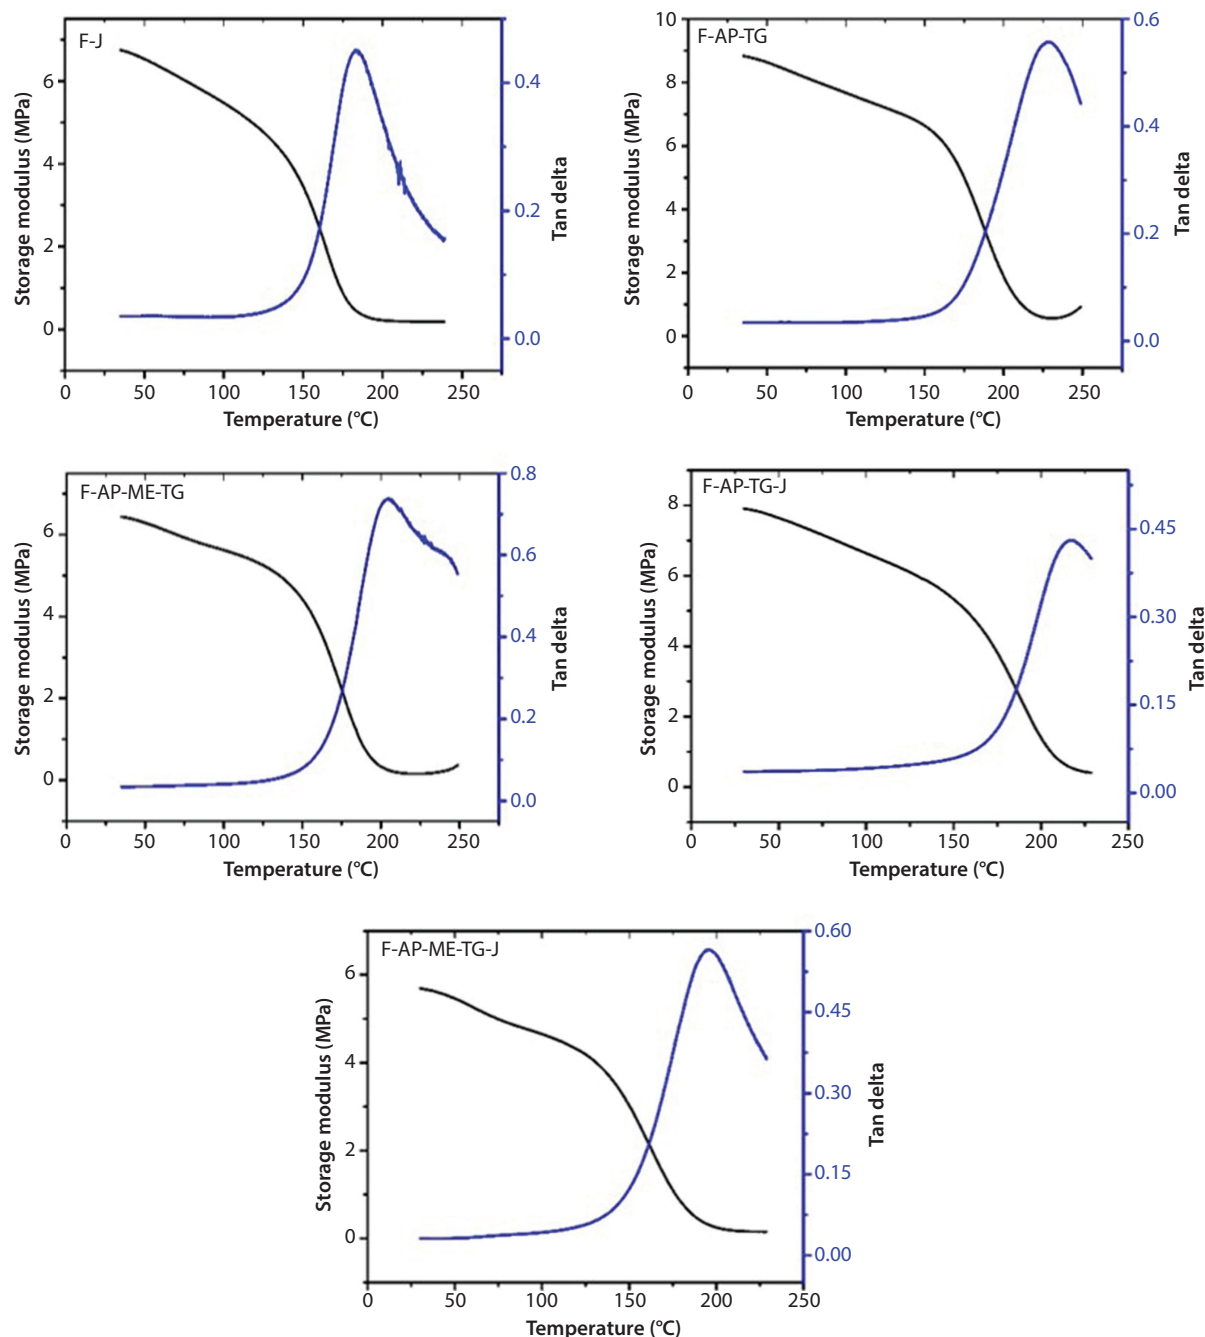 F-J
Storage modulus (MPa)
6
4
2
0
0.4
0.2
0.0
Tan delta
0 50 100 150 200 250
Temperature (°C)
F-AP-TG
Storage modulus (MPa)
10
8
6
4
2
0
0.6
0.4
0.2
0.0
Tan delta
0 50 100 150 200 250
Temperature (°C)
F-AP-ME-TG
Storage modulus (MPa)
6
4
2
0
0.8
0.6
0.4
0.2
0.0
Tan delta
0 50 100 150 200 250
Temperature (°C)
F-AP-TG-J
Storage modulus (MPa)
8
6
4
2
0
0.45
0.30
0.15
0.00
Tan delta
0 50 100 150 200 250
Temperature (°C)
F-AP-ME-TG-J
Storage modulus (MPa)
6
4
2
0
0.60
0.45
0.30
0.15
0.00
Tan delta
0 50 100 150 200 250
Temperature (°C)